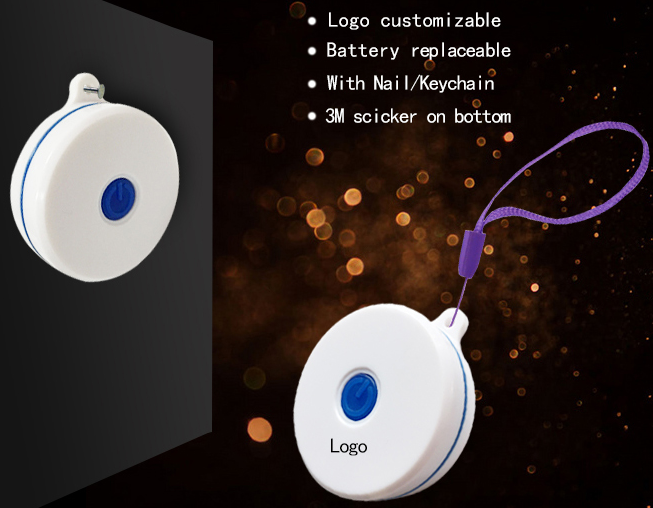 Logo customizable
Battery replaceable
With Nail/Keychain
3M scicker on bottom
Logo